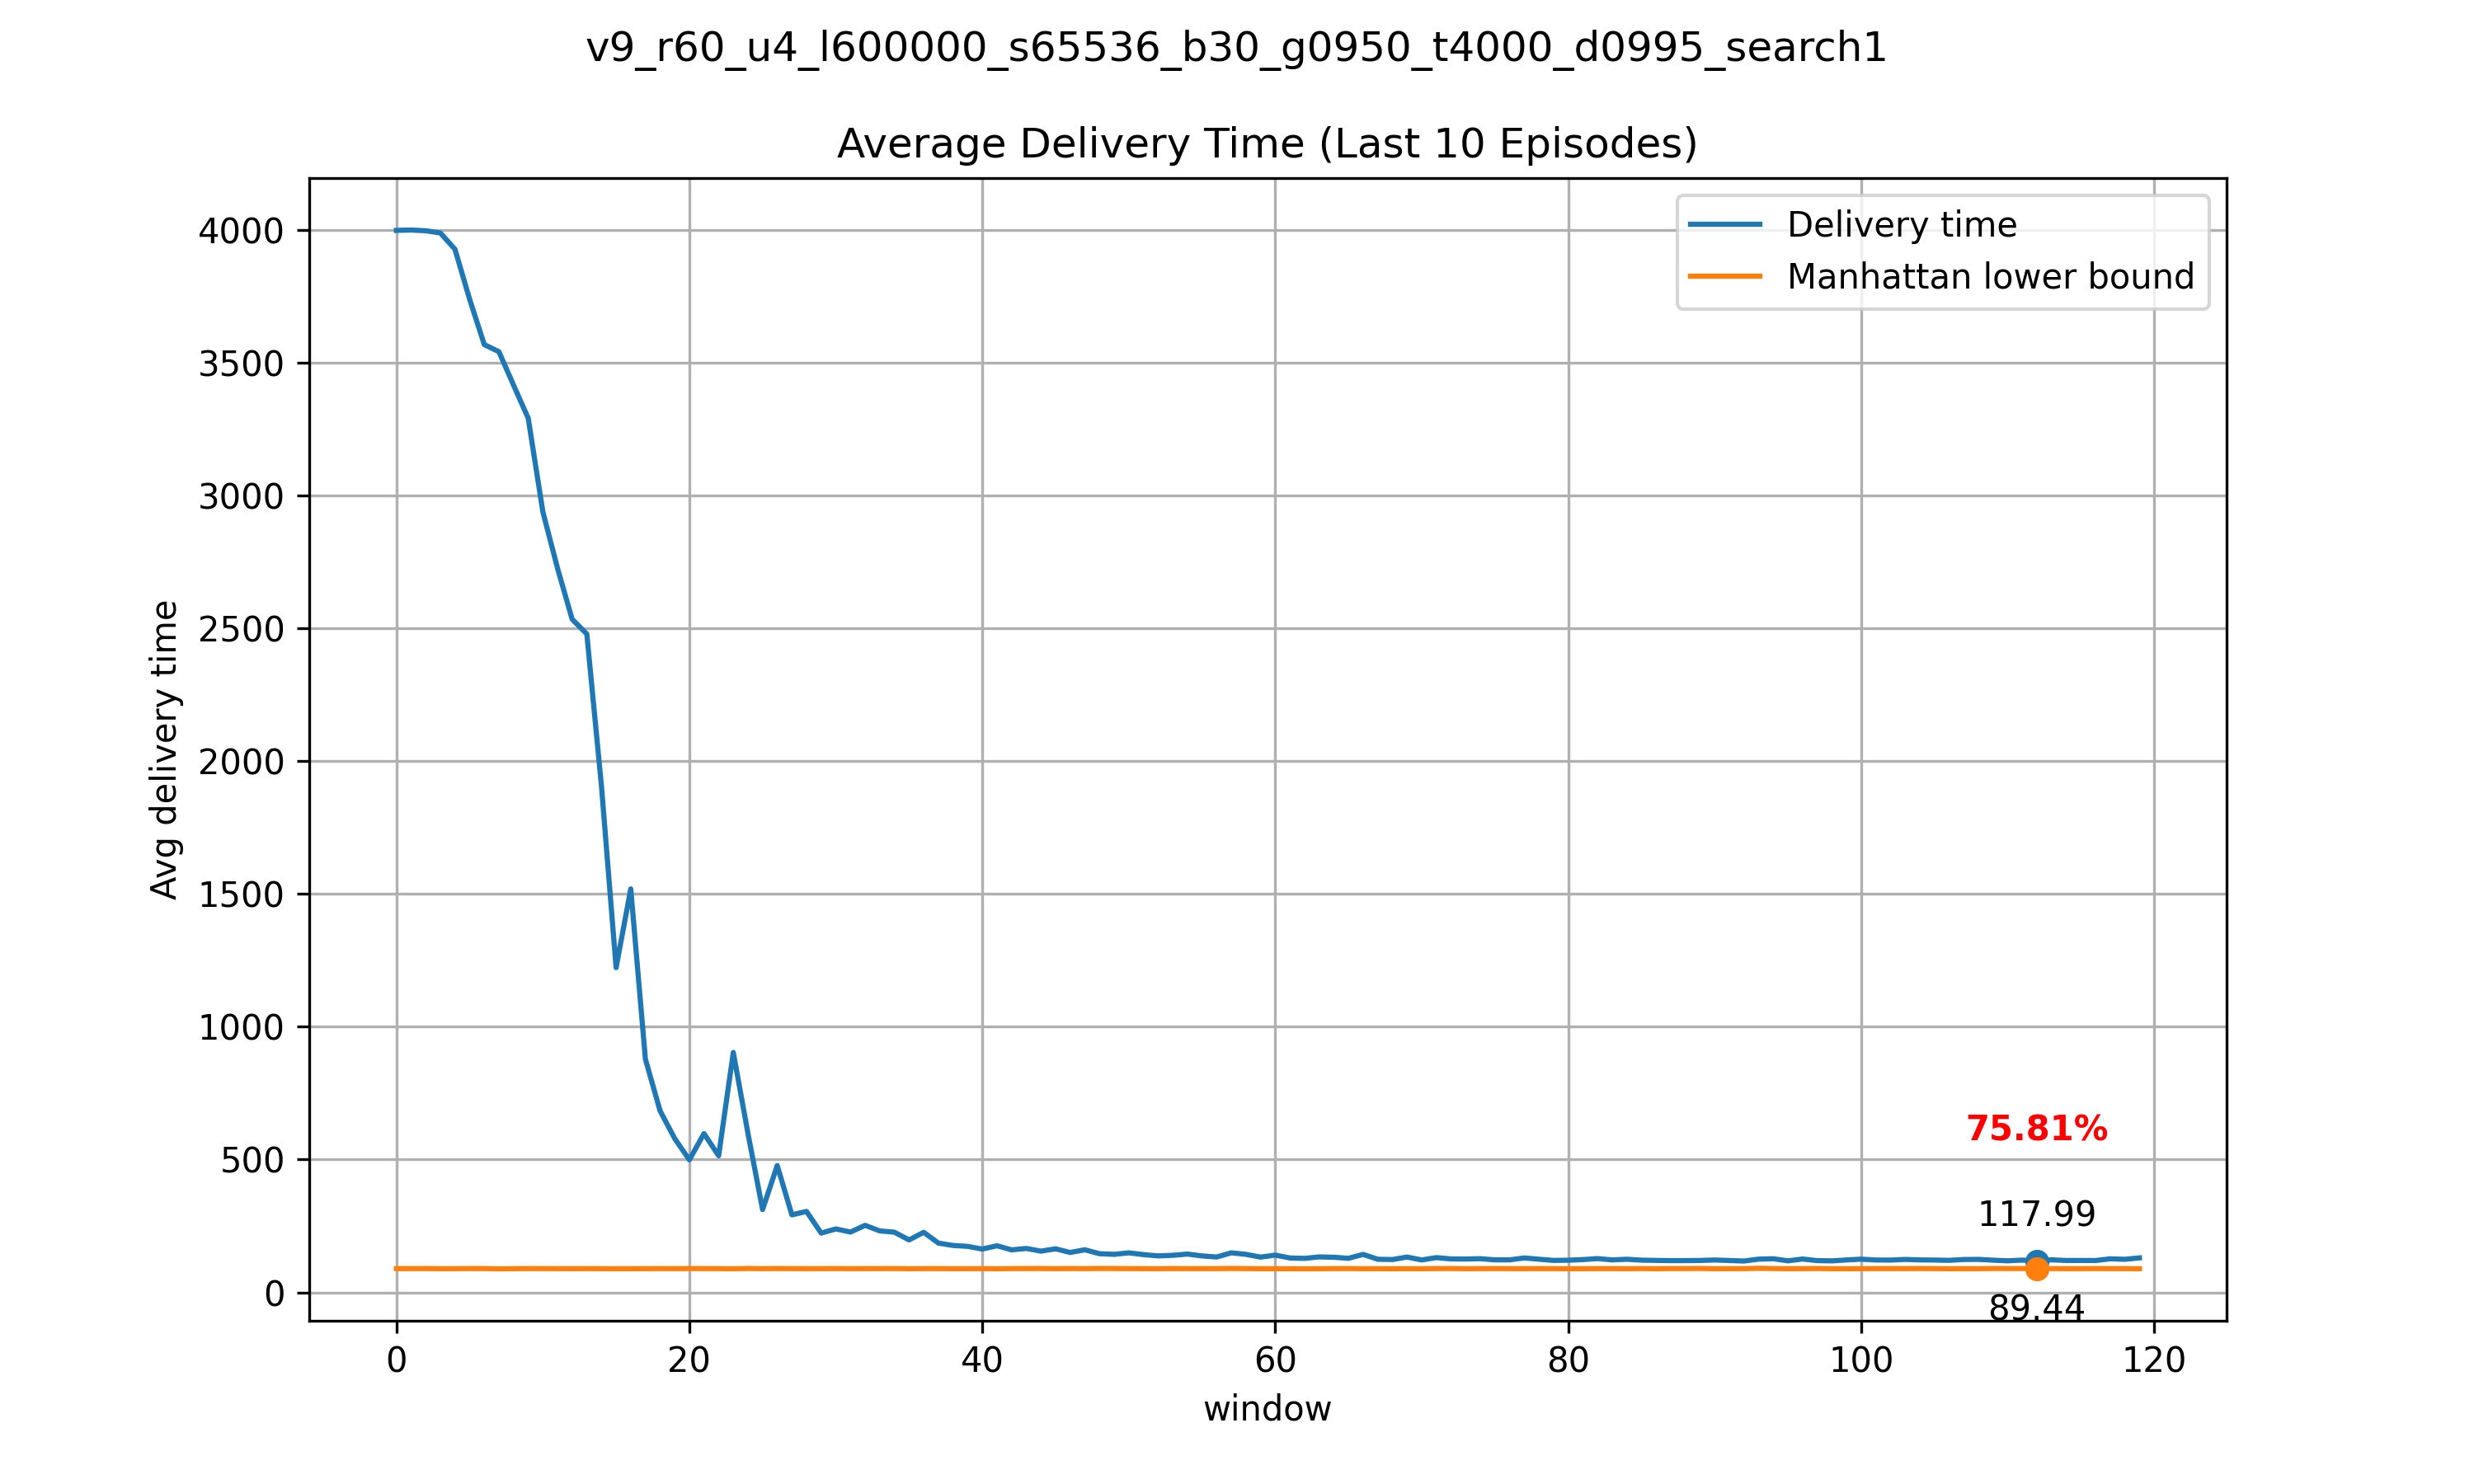 v9_r60_u4_l600000_s65536_b30_g0950_t4000_d0995_search1
Average Delivery Time (Last 10 Episodes)
Delivery time
Manhattan lower bound
Avg delivery time
4000
3500
3000
2500
2000
1500
1000
500
0
75.81%
117.99
89.44
0 20 40 60 80 100 120
window